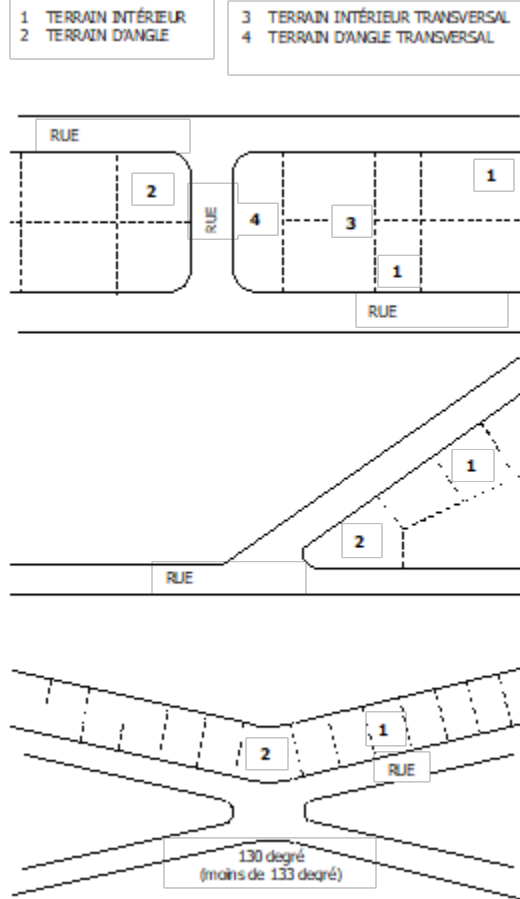 1 TERRAIN INTÉRIEUR
2 TERRAIN D'ANGLE
3 TERRAIN INTÉRIEUR TRANSVERSAL
4 TERRAIN D'ANGLE TRANSVERSAL
RUE
1
2
RUE
4
3
1
RUE
1
2
RUE
1
2
RUE
130 degré
(moins de 133 degré)